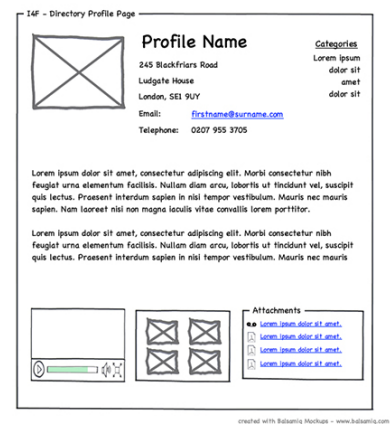 I4F - Directory Profile Page
Profile Name
245 Blackfriars Road
Ludgate House
London, SE1 9UY
Email: firstname@surname.com
Telephone: 0207 955 3705
Categories
Lorem ipsum
dolor sit
amet
dolor sit
Lorem ipsum dolor sit amet, consectetur adipiscing elit. Morbi consectetur nibh
feugiat urna elementum facilisis. Nullam diam arcu, lobortis ut tincidunt vel, suscipit
quis lectus. Praesent interdum sapien in nisi tempor vestibulum. Mauris nec mauris
sapien. Nam laoreet nisi non magna iaculis vitae convallis lorem porttitor.
Lorem ipsum dolor sit amet, consectetur adipiscing elit. Morbi consectetur nibh
feugiat urna elementum facilisis. Nullam diam arcu, lobortis ut tincidunt vel, suscipit
quis lectus. Praesent interdum sapien in nisi tempor vestibulum. Mauris nec mauris
Attachments
Lorem ipsum dolor sit amet.
Lorem ipsum dolor sit amet.
Lorem ipsum dolor sit amet.
Lorem ipsum dolor sit amet.
created with Balsamiq Mockups - www.balsamiq.com